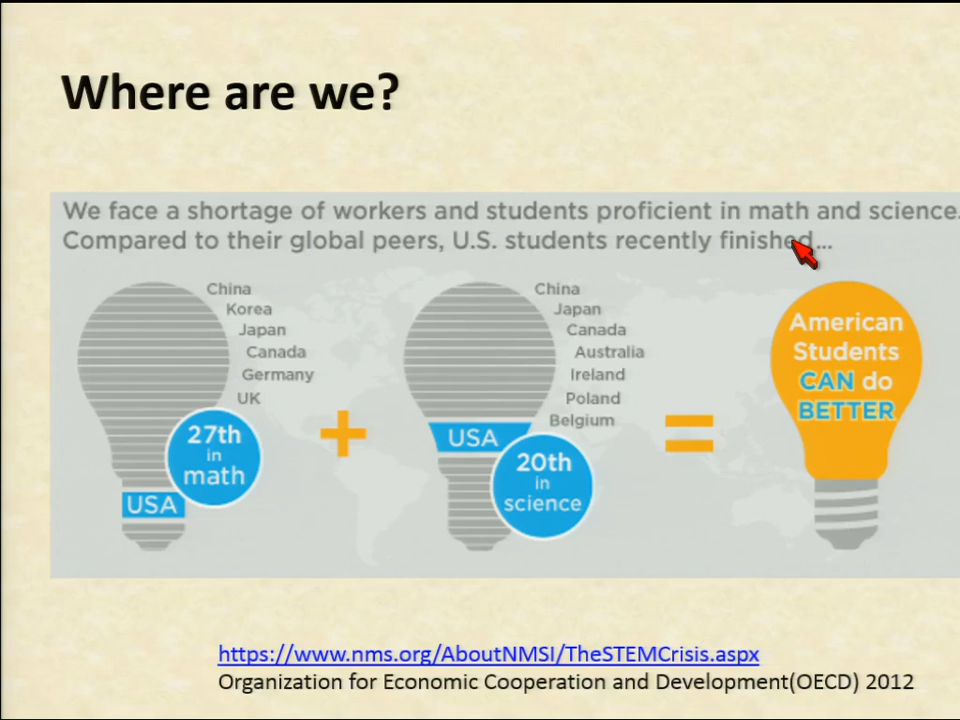 Where are we?
We face a shortage of workers and students proficient in math and science.
Compared to their global peers, U.S. students recently finished...
China
Korea
Japan
Canada
Germany
UK
27th
in
math
USA
China
Japan
Canada
Australia
Ireland
Poland
Belgium
USA
20th
in
science
American
Students
CAN do
BETTER
https://www.nms.org/AboutNMSI/TheSTEMCrisis.aspx
Organization for Economic Cooperation and Development(OECD) 2012